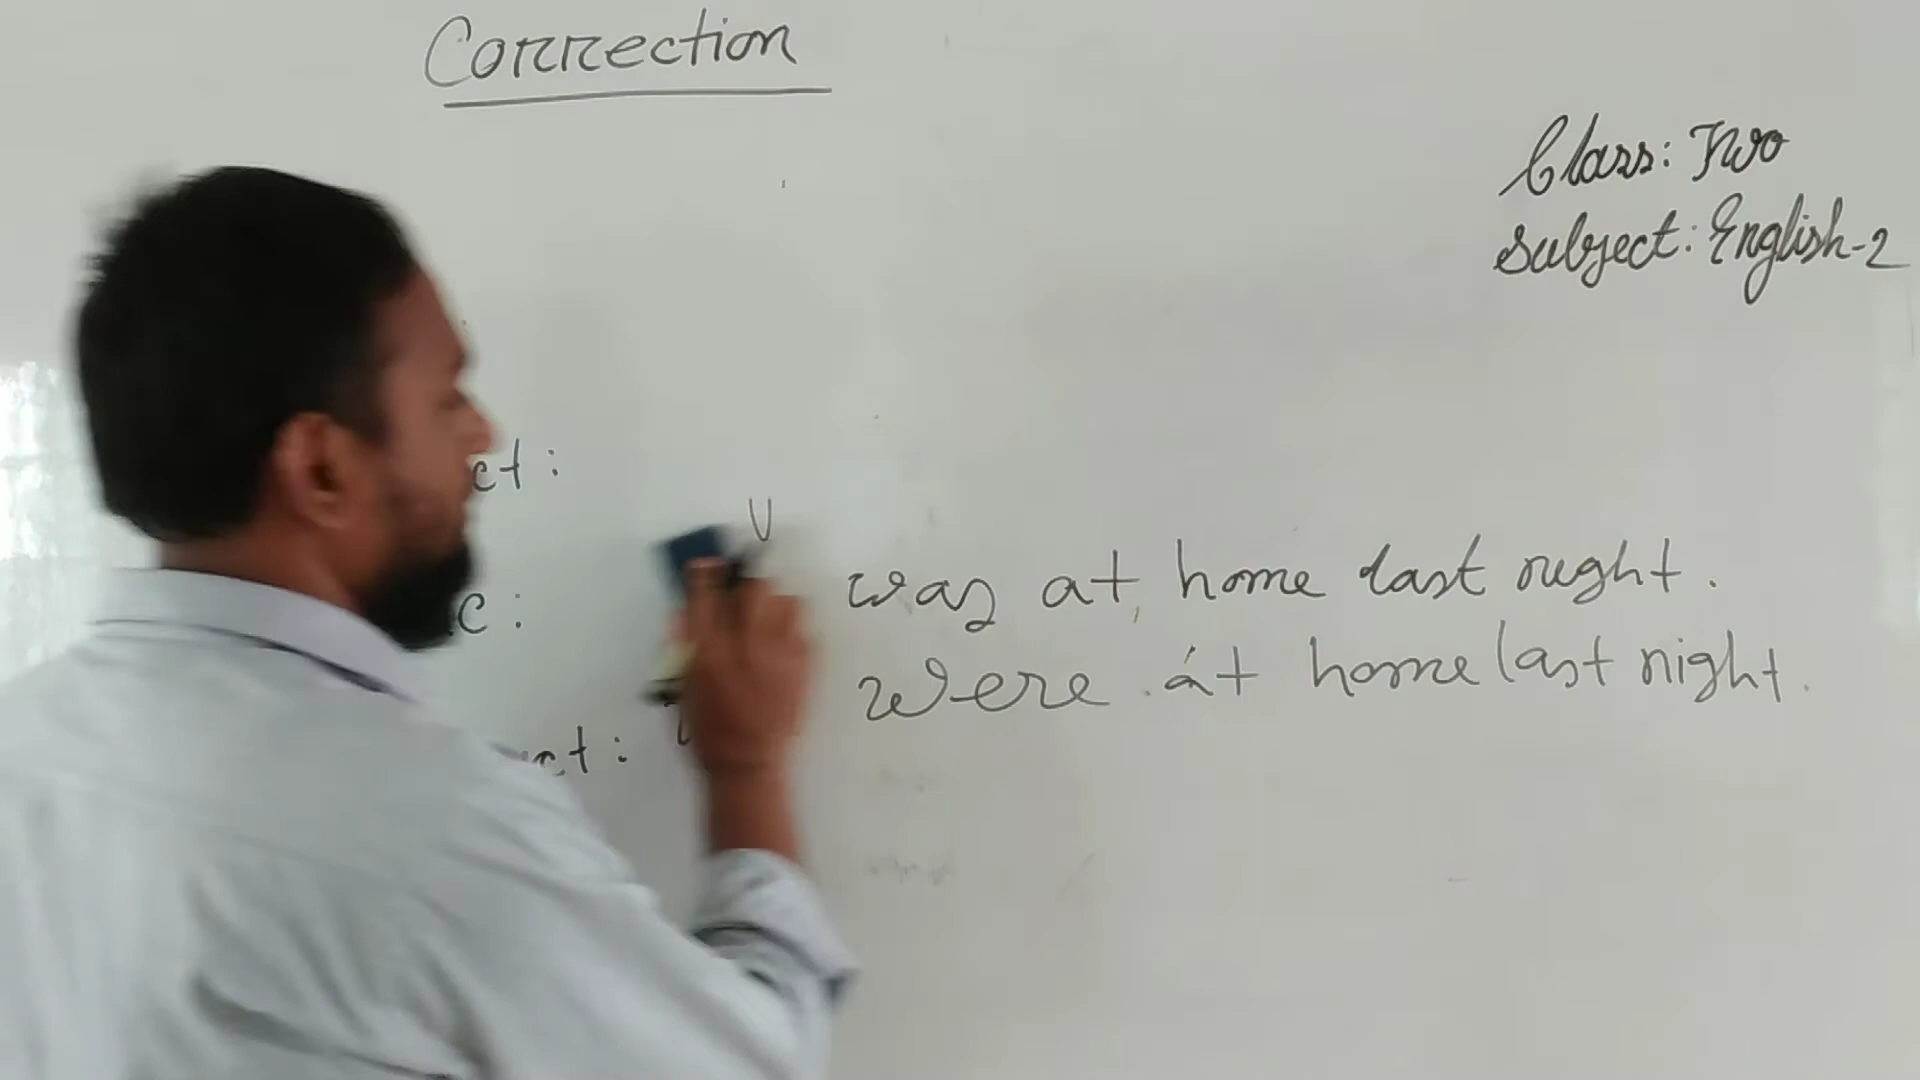 Correction
Class: Two
Subject: English-2
ct :
was at home last night.
c :
were at home last night.
ct :